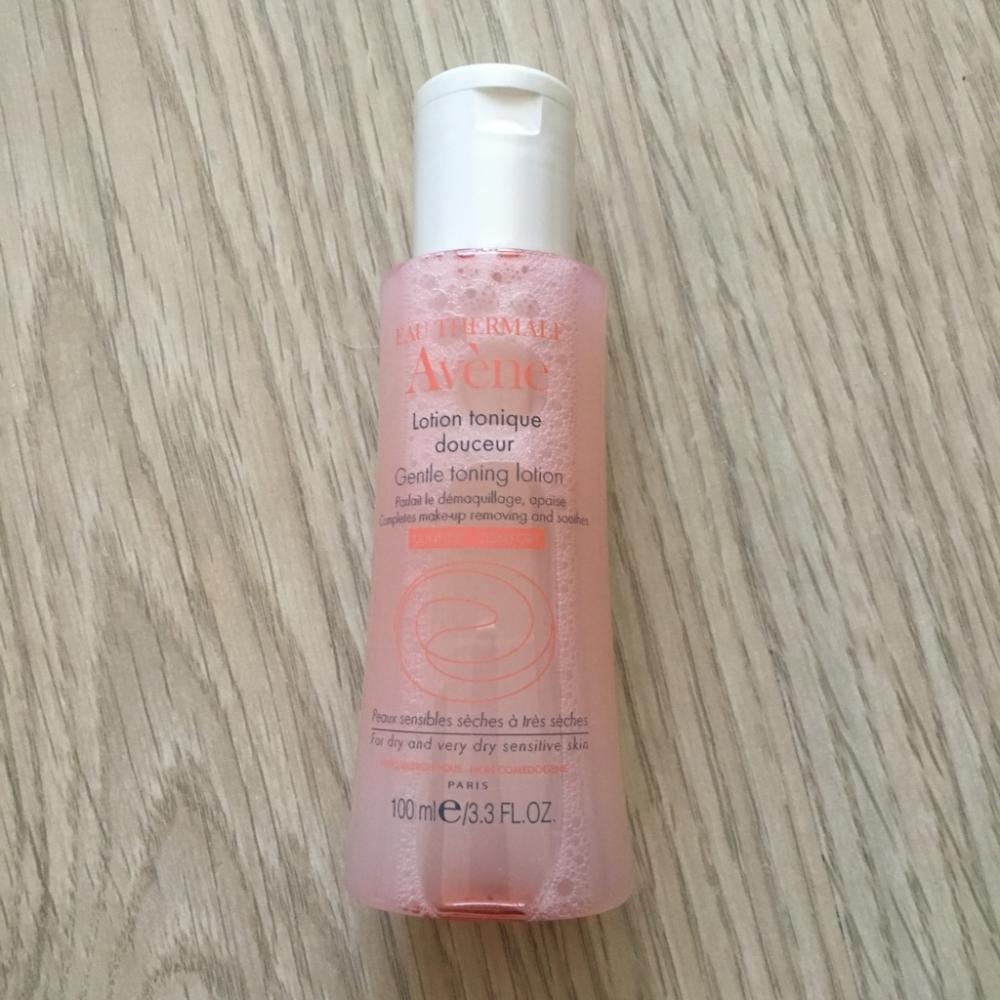 EAU THERMALE
Avène
Lotion tonique
douceur
Gentle toning lotion
Parfait le démaquillage, apaise
Completes make-up removing and soothes
Peaux sensibles sèches à très sèches
For dry and very dry sensitive skin
NON COMEDOGENE
PARIS
100 ml e/3.3 FL.OZ.